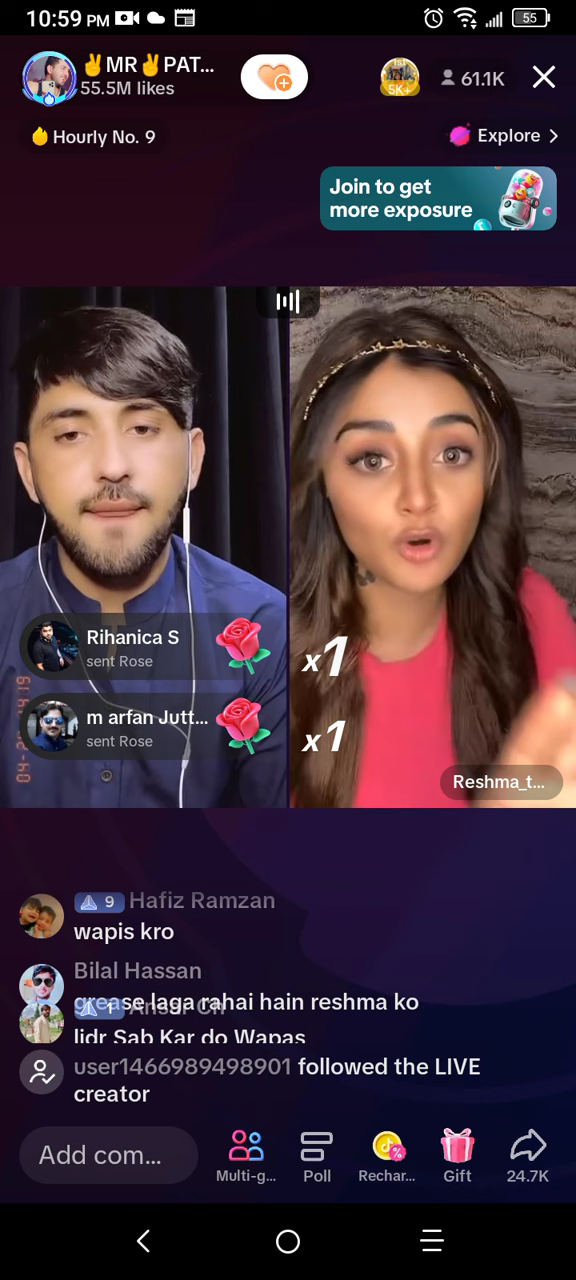 10:59 PM
55
✌MR✌PAT...
55.5M likes
1st
5K+
61.1K
Hourly No. 9
Explore
Join to get
more exposure
Rihanica S
sent Rose
x1
m arfan Jutt...
sent Rose
x1
Reshma_t...
9 Hafiz Ramzan
wapis kro
Bilal Hassan
grease laga rahai hain reshma ko
1
lidr Sab Kar do Wapas
user1466989498901 followed the LIVE
creator
Add com...
Multi-g...
Poll
Rechar...
Gift
24.7K